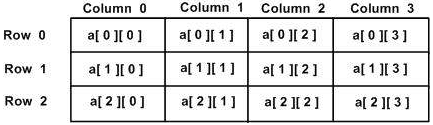 Column 0 Column 1 Column 2 Column 3
Row 0 a[ 0 ][ 0 ] a[ 0 ][ 1 ] a[ 0 ][ 2 ] a[ 0 ][ 3 ]
Row 1 a[ 1 ][ 0 ] a[ 1 ][ 1 ] a[ 1 ][ 2 ] a[ 1 ][ 3 ]
Row 2 a[ 2 ][ 0 ] a[ 2 ][ 1 ] a[ 2 ][ 2 ] a[ 2 ][ 3 ]